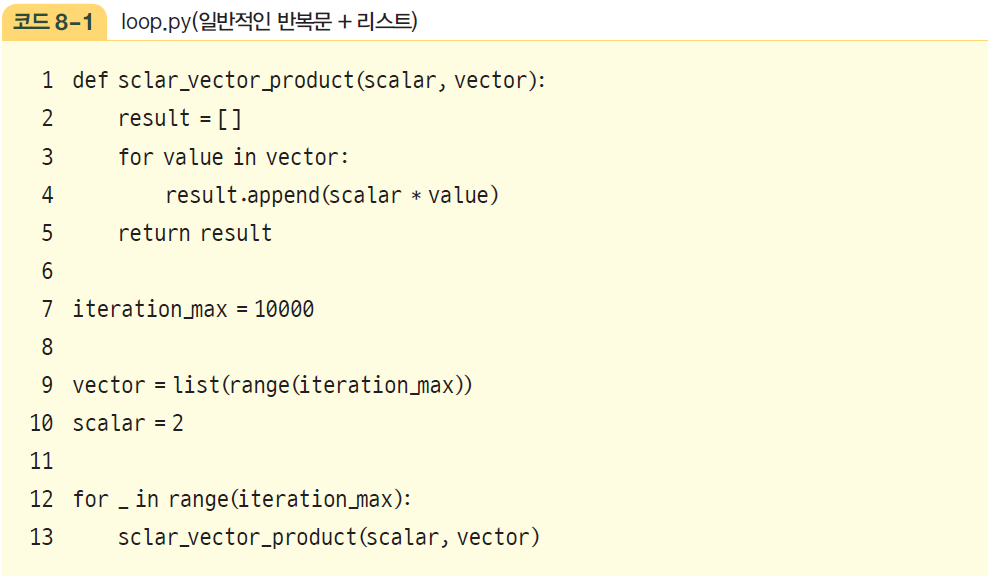 코드 8-1 loop.py(일반적인 반복문 + 리스트)
1 def sclar_vector_product(scalar, vector):
2     result = []
3     for value in vector:
4         result.append(scalar * value)
5     return result
6
7 iteration_max = 10000
8
9 vector = list(range(iteration_max))
10 scalar = 2
11
12 for _ in range(iteration_max):
13     sclar_vector_product(scalar, vector)